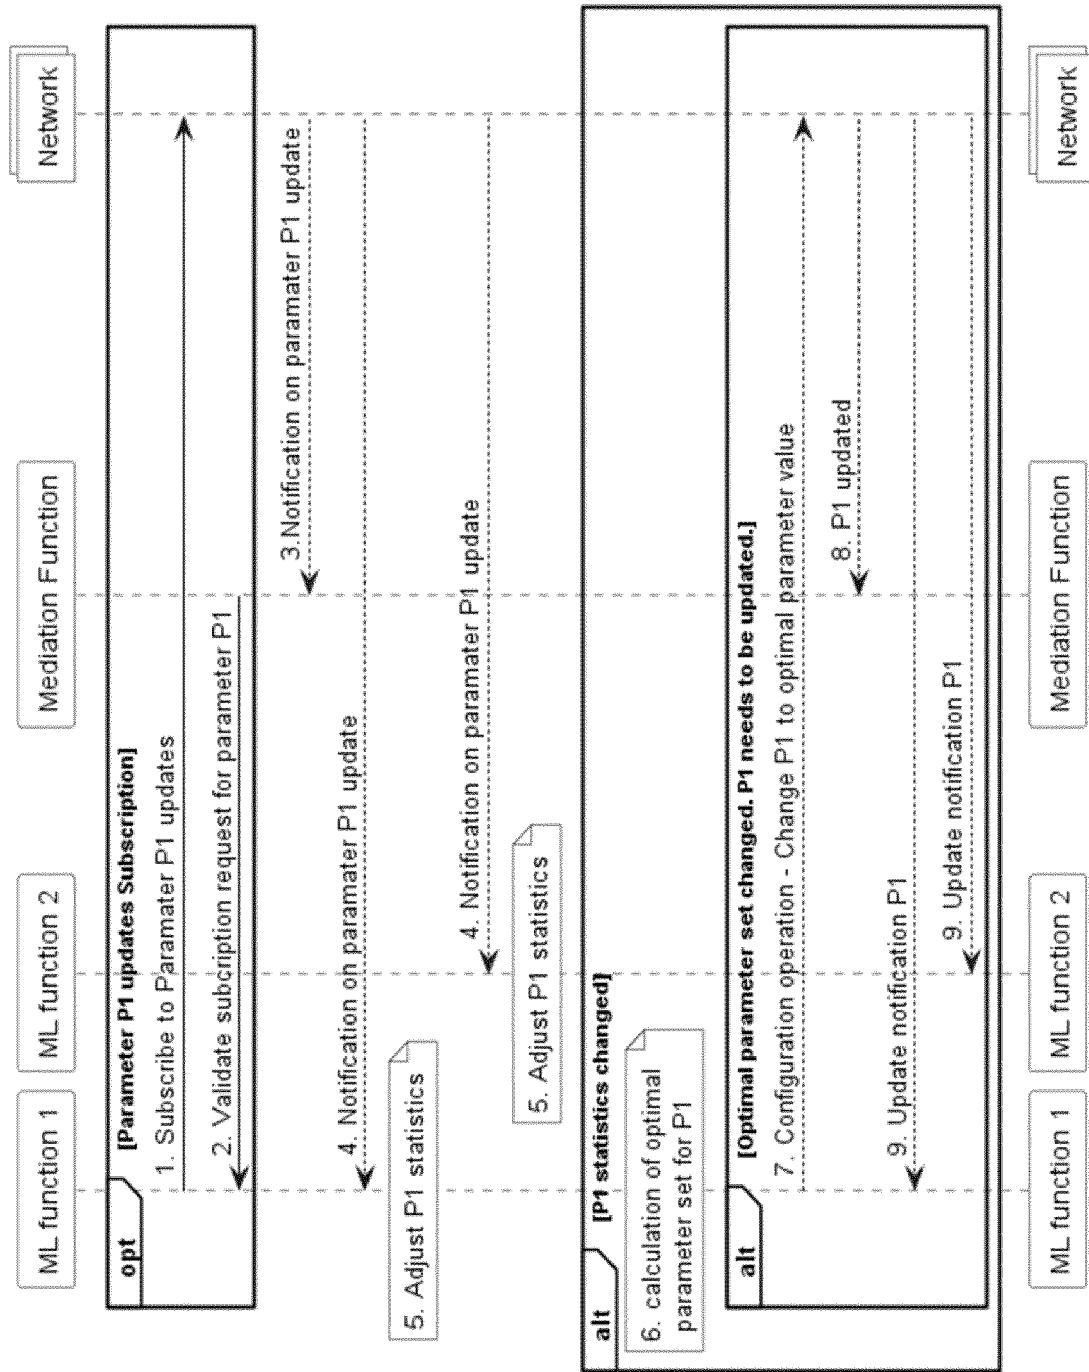 ML function 1
ML function 2
Mediation Function
Network
opt
[Parameter P1 updates Subscription]
1. Subscribe to Paramater P1 updates
2. Validate subcription request for parameter P1
3.Notification on paramater P1 update
4. Notification on paramater P1 update
5. Adjust P1 statistics
4. Notification on paramater P1 update
5. Adjust P1 statistics
alt
[P1 statistics changed]
6. calculation of optimal
parameter set for P1
alt
[Optimal parameter set changed. P1 needs to be updated.]
7. Configuration operation - Change P1 to optimal parameter value
8. P1 updated
9. Update notification P1
9. Update notification P1
ML function 1
ML function 2
Mediation Function
Network